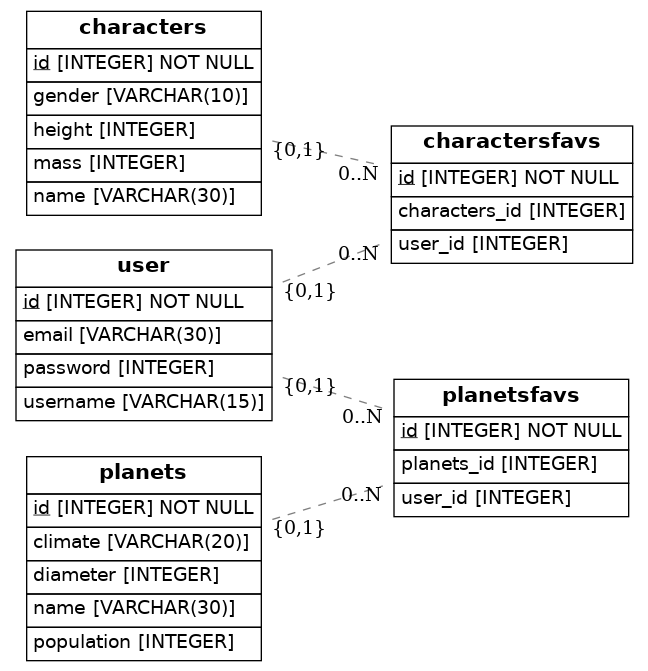 characters
id [INTEGER] NOT NULL
gender [VARCHAR(10)]
height [INTEGER]
mass [INTEGER]
name [VARCHAR(30)]
{0,1}
0..N
charactersfavs
id [INTEGER] NOT NULL
characters_id [INTEGER]
user_id [INTEGER]
user
id [INTEGER] NOT NULL
email [VARCHAR(30)]
password [INTEGER]
username [VARCHAR(15)]
0..N
{0,1}
{0,1}
0..N
planetsfavs
id [INTEGER] NOT NULL
planets_id [INTEGER]
user_id [INTEGER]
planets
id [INTEGER] NOT NULL
climate [VARCHAR(20)]
diameter [INTEGER]
name [VARCHAR(30)]
population [INTEGER]
0..N
{0,1}